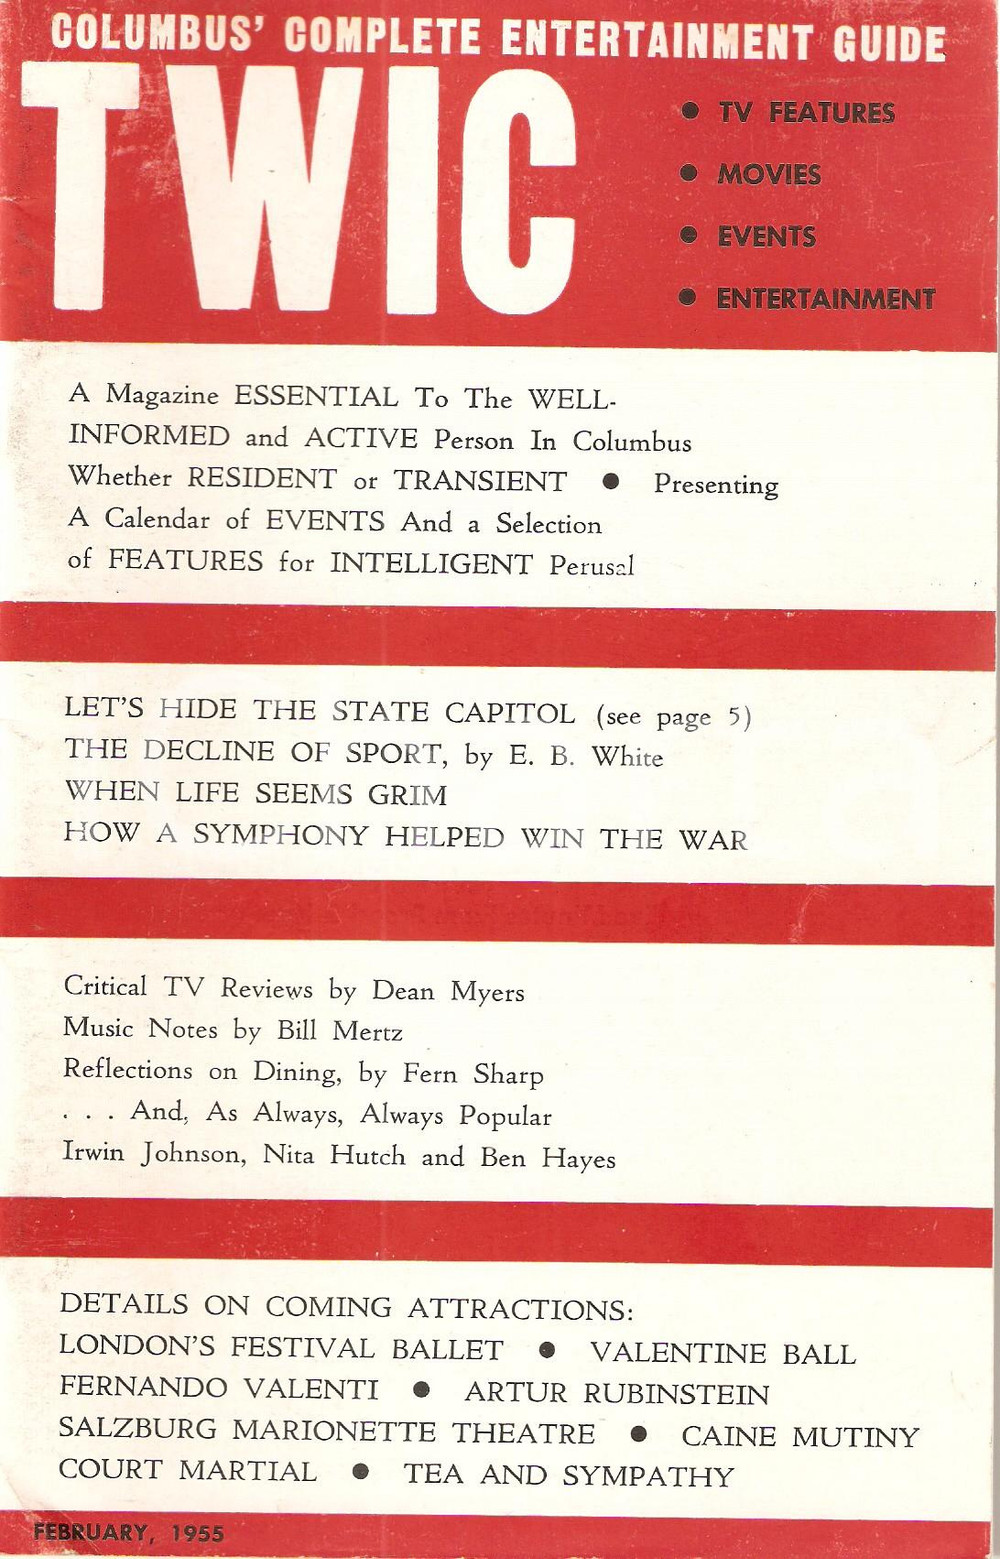 COLUMBUS' COMPLETE ENTERTAINMENT GUIDE
TWIC
● TV FEATURES
● MOVIES
● EVENTS
● ENTERTAINMENT
A Magazine ESSENTIAL To The WELL-
INFORMED and ACTIVE Person In Columbus
Whether RESIDENT or TRANSIENT ● Presenting
A Calendar of EVENTS And a Selection
of FEATURES for INTELLIGENT Perusal
LET'S HIDE THE STATE CAPITOL (see page 5)
THE DECLINE OF SPORT, by E. B. White
WHEN LIFE SEEMS GRIM
HOW A SYMPHONY HELPED WIN THE WAR
Critical TV Reviews by Dean Myers
Music Notes by Bill Mertz
Reflections on Dining, by Fern Sharp
. . . And, As Always, Always Popular
Irwin Johnson, Nita Hutch and Ben Hayes
DETAILS ON COMING ATTRACTIONS:
LONDON'S FESTIVAL BALLET ● VALENTINE BALL
FERNANDO VALENTI ● ARTUR RUBINSTEIN
SALZBURG MARIONETTE THEATRE ● CAINE MUTINY
COURT MARTIAL ● TEA AND SYMPATHY
FEBRUARY, 1955